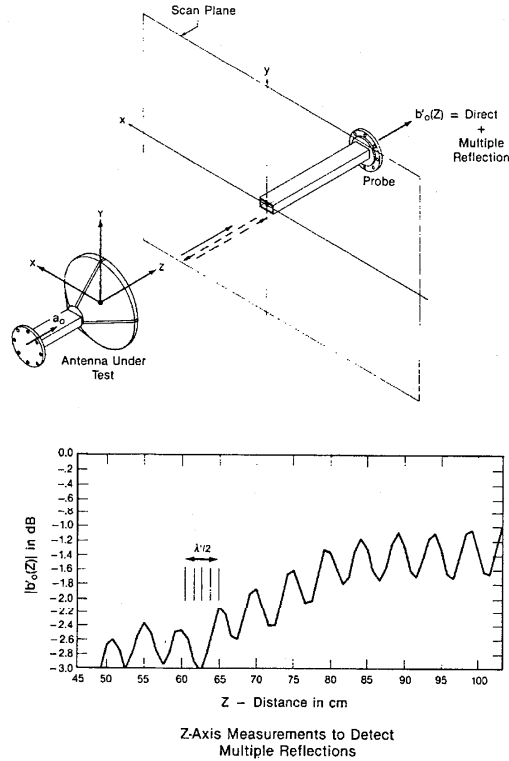 Scan Plane
y
x
b'₀(Z) = Direct
+
Multiple
Reflection
Probe
Y
X
Z
a₀
Antenna Under
Test
|b'₀(Z)| in dB
0.0
-.2
-.4
-.6
-.8
-1.0
-1.2
-1.4
-1.6
-1.8
-2.0
-2.2
-2.4
-2.6
-2.8
-3.0
λ'/2
45 50 55 60 65 70 75 80 85 90 95 100
Z - Distance in cm
Z-Axis Measurements to Detect
Multiple Reflections